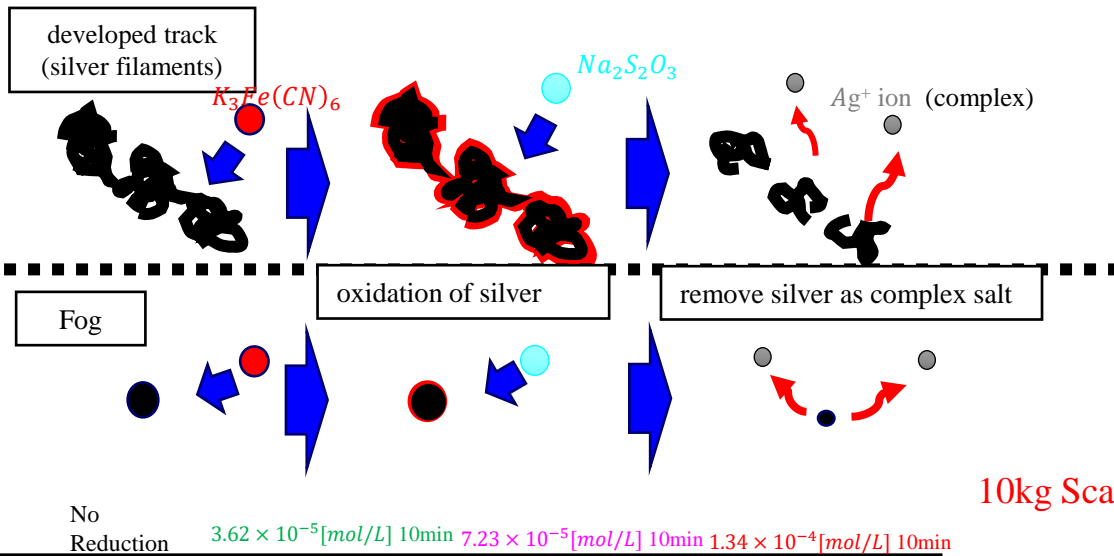 developed track
(silver filaments)
K₃Fe(CN)₆
Na₂S₂O₃
Ag⁺ ion (complex)
oxidation of silver
remove silver as complex salt
Fog
10kg Sca
No
Reduction
3.62 × 10⁻⁵[mol/L] 10min
7.23 × 10⁻⁵[mol/L] 10min
1.34 × 10⁻⁴[mol/L] 10min